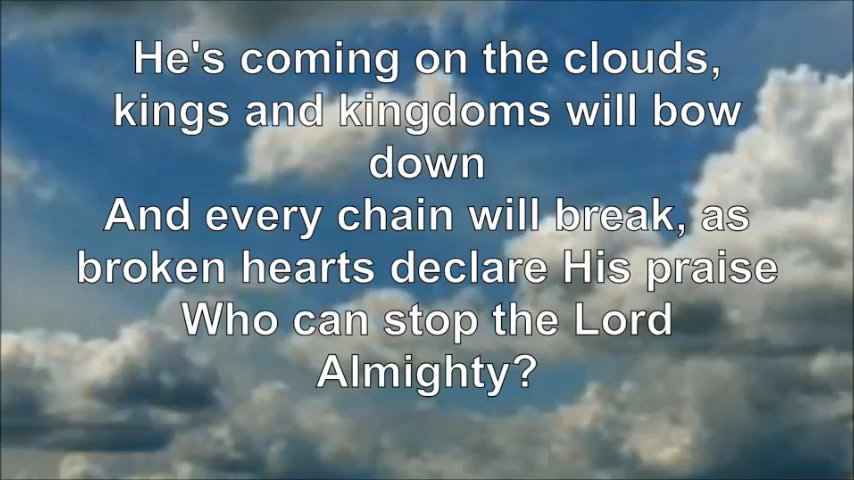 He's coming on the clouds,
kings and kingdoms will bow
down
And every chain will break, as
broken hearts declare His praise
Who can stop the Lord
Almighty?